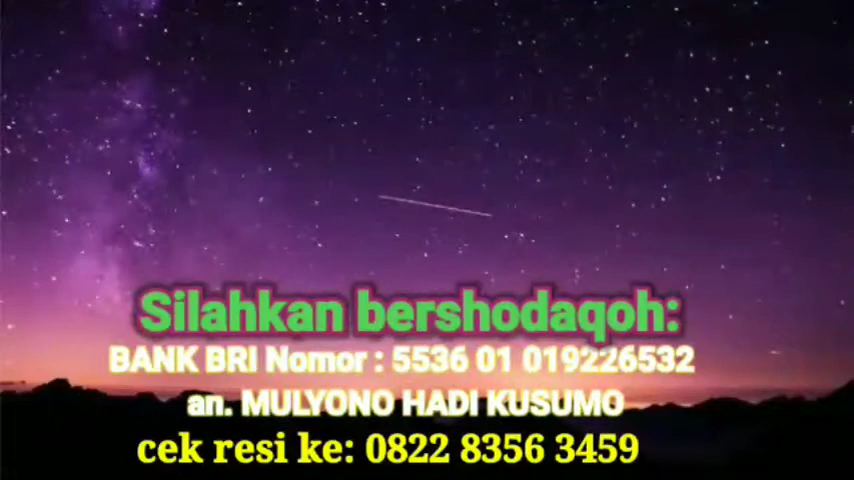 Silahkan bershodaqoh:
BANK BRI Nomor : 5536 01 019226532
an. MULYONO HADI KUSUMO
cek resi ke: 0822 8356 3459